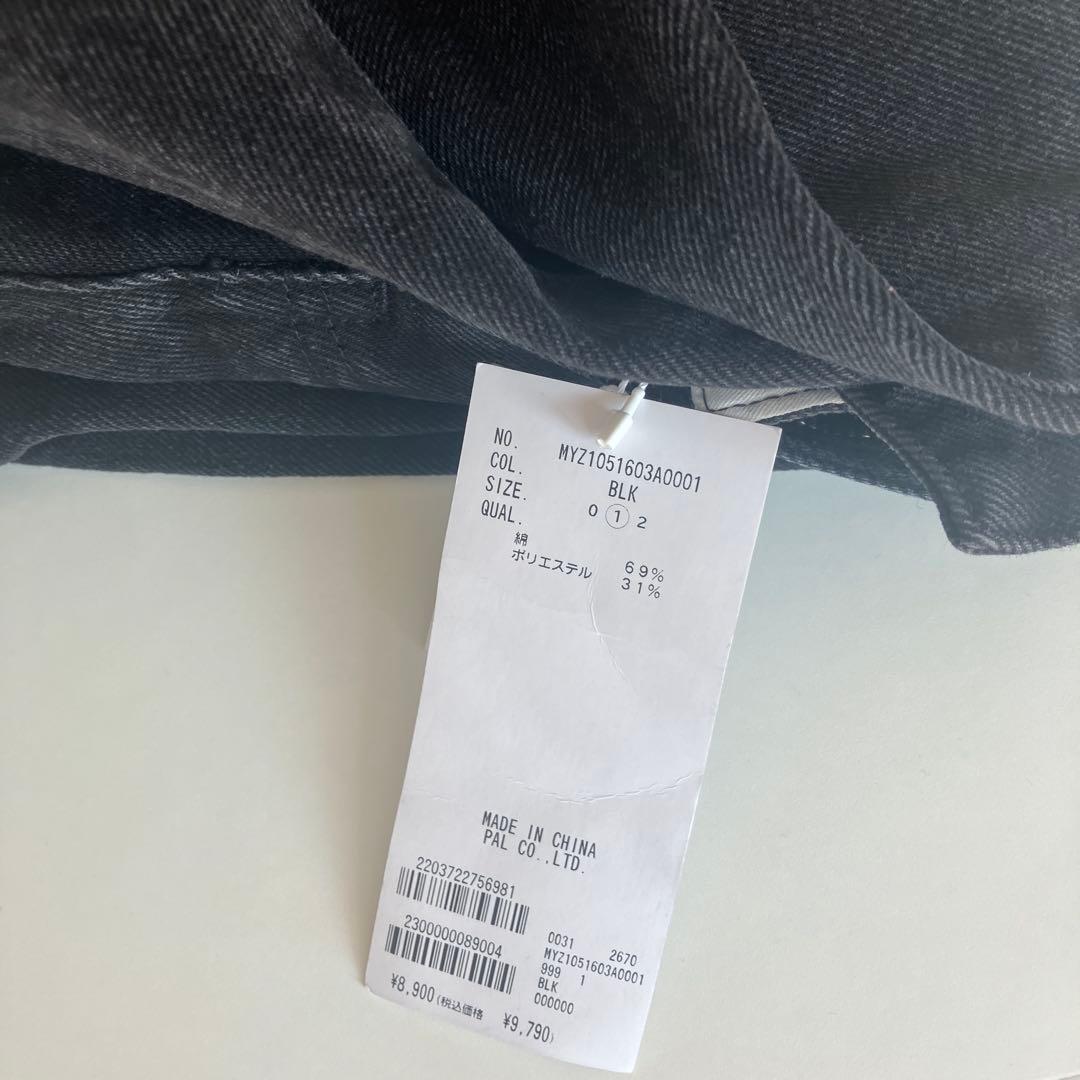 NO. MYZ1051603A0001
COL. BLK
SIZE. 0 1 2
QUAL.
綿 69%
ポリエステル 31%
MADE IN CHINA
PAL CO.,LTD.
2203722756981
2300000089004
0031 2670
MYZ1051603A0001
999 1
BLK
000000
¥8,900(税込価格 ¥9,790)